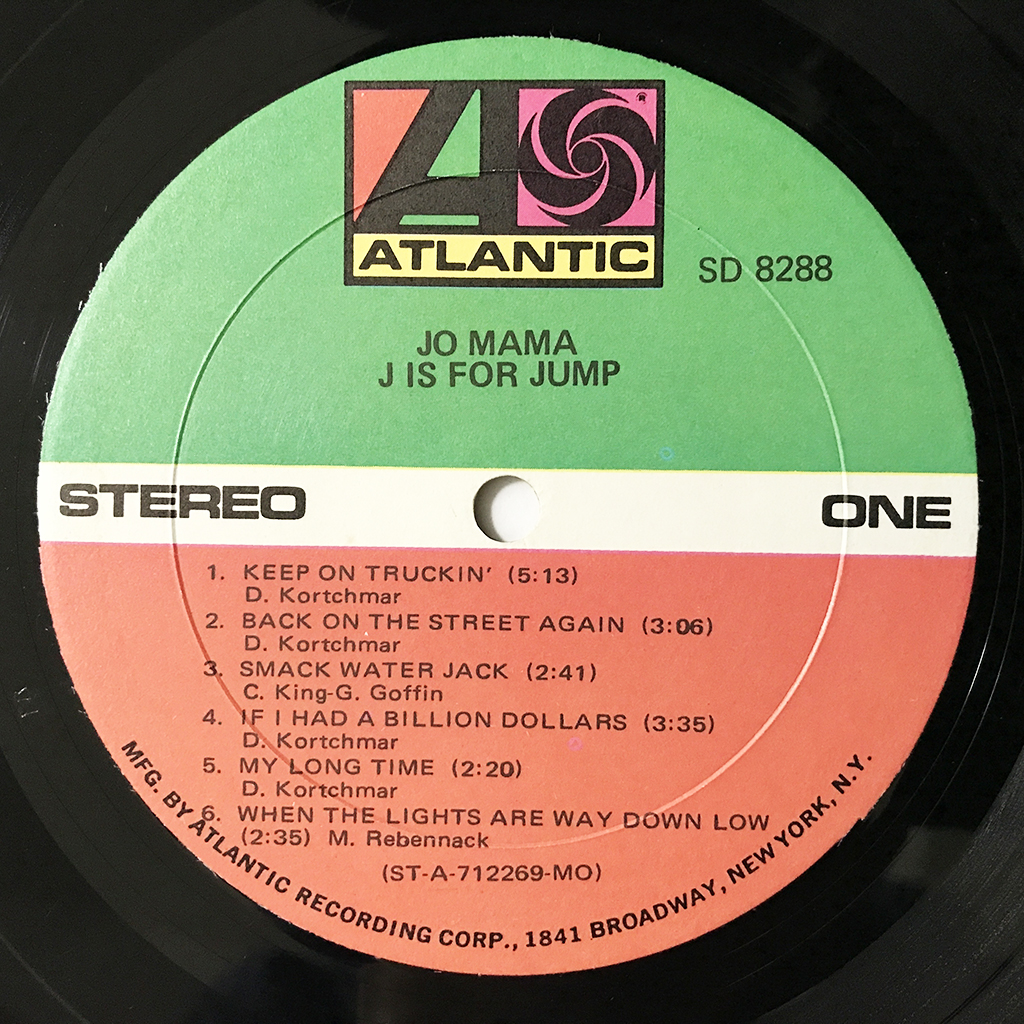 ATLANTIC
SD 8288
JO MAMA
J IS FOR JUMP
STEREO
ONE
1. KEEP ON TRUCKIN' (5:13)
D. Kortchmar
2. BACK ON THE STREET AGAIN (3:06)
D. Kortchmar
3. SMACK WATER JACK (2:41)
C. King-G. Goffin
4. IF I HAD A BILLION DOLLARS (3:35)
D. Kortchmar
5. MY LONG TIME (2:20)
D. Kortchmar
6. WHEN THE LIGHTS ARE WAY DOWN LOW
(2:35) M. Rebennack
(ST-A-712269-MO)
MFG. BY ATLANTIC RECORDING CORP., 1841 BROADWAY, NEW YORK, N.Y.